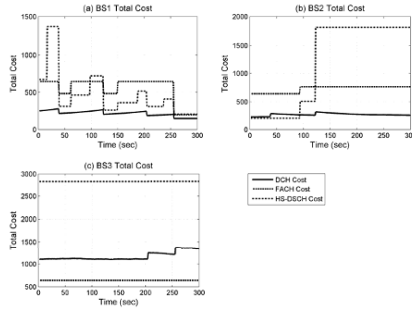 (a) BS1 Total Cost
1500
1000
500
0
Total Cost
0 50 100 150 200 250 300
Time (sec)
(b) BS2 Total Cost
2000
1500
1000
500
0
Total Cost
0 100 200 300
Time (sec)
(c) BS3 Total Cost
3000
2500
2000
1500
1000
500
Total Cost
0 50 100 150 200 250 300
Time (sec)
DCH Cost
FACH Cost
HS-DSCH Cost